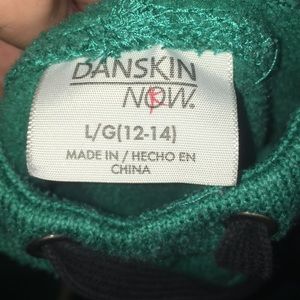 DANSKIN
NOW.
L/G(12-14)
MADE IN / HECHO EN
CHINA